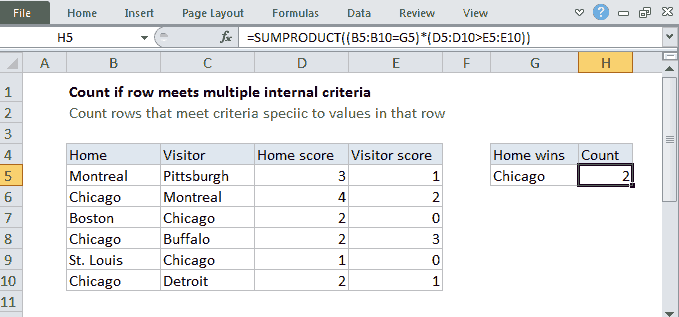 File Home Insert Page Layout Formulas Data Review View
H5 fx =SUMPRODUCT((B5:B10=G5)*(D5:D10>E5:E10))
A B C D E F G H
1 Count if row meets multiple internal criteria
2 Count rows that meet criteria speciic to values in that row
3
4 Home Visitor Home score Visitor score Home wins Count
5 Montreal Pittsburgh 3 1 Chicago 2
6 Chicago Montreal 4 2
7 Boston Chicago 2 0
8 Chicago Buffalo 2 3
9 St. Louis Chicago 1 0
10 Chicago Detroit 2 1
11